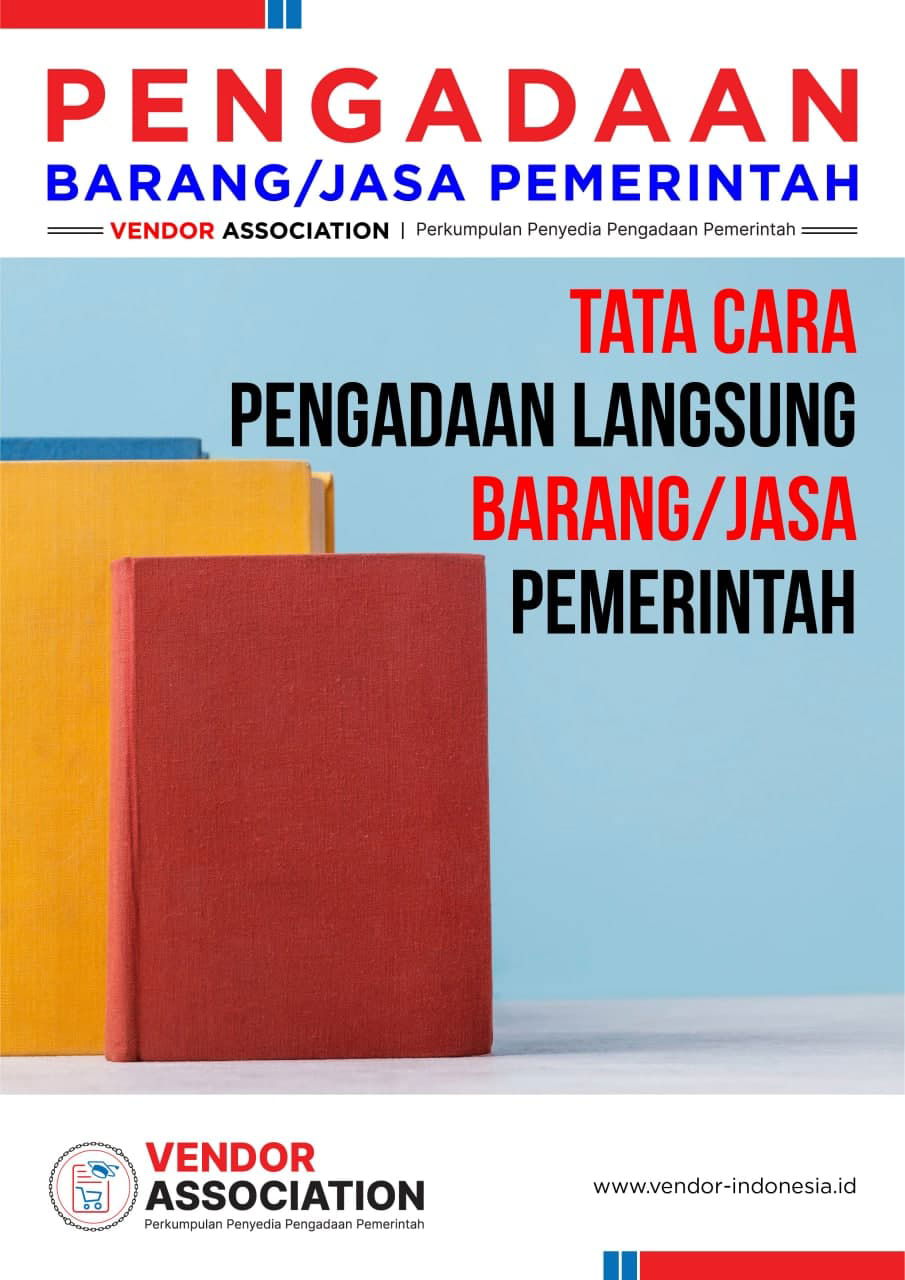 PENGADAAN
BARANG/JASA PEMERINTAH
VENDOR ASSOCIATION | Perkumpulan Penyedia Pengadaan Pemerintah
TATA CARA
PENGADAAN LANGSUNG
BARANG/JASA
PEMERINTAH
VENDOR
ASSOCIATION
Perkumpulan Penyedia Pengadaan Pemerintah
www.vendor-indonesia.id